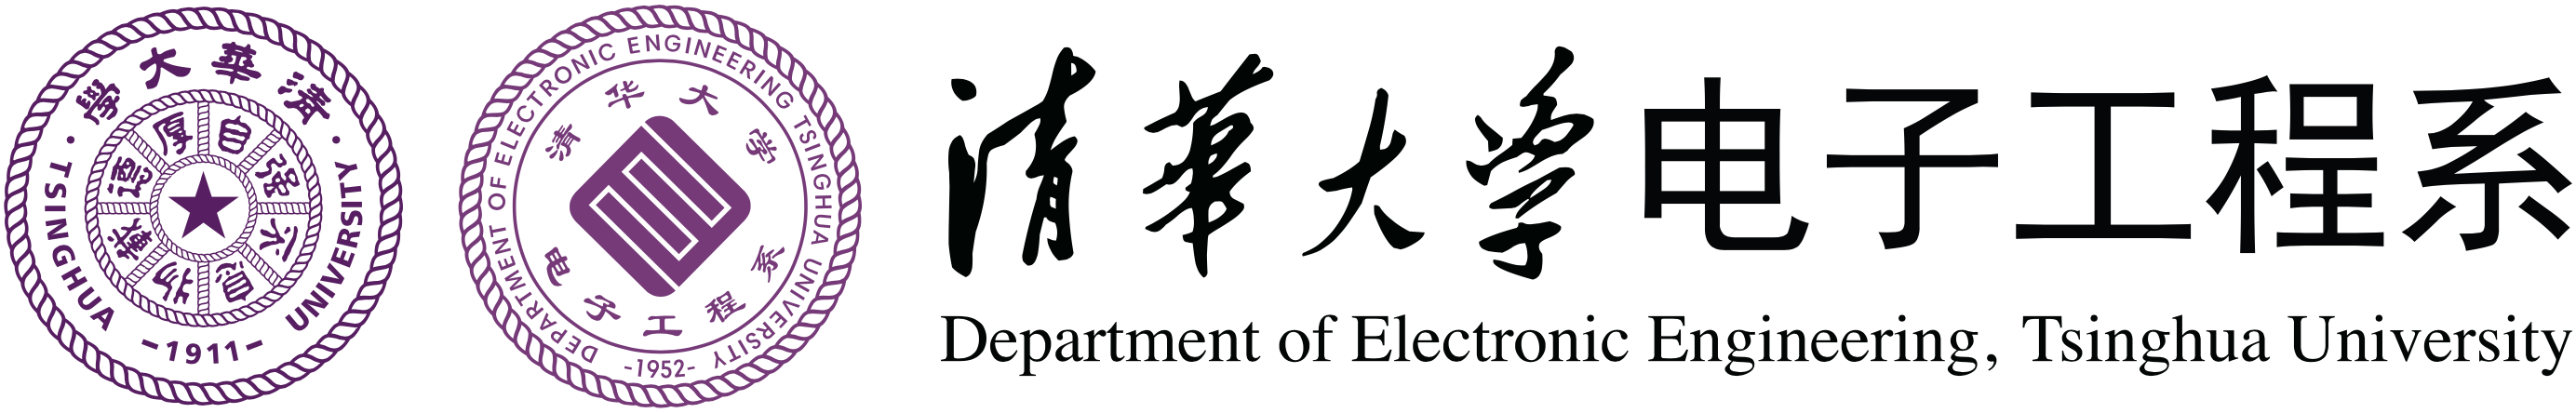 清華大學
自强不息
厚德載物
TSINGHUA UNIVERSITY
-1911-
DEPARTMENT OF ELECTRONIC ENGINEERING TSINGHUA UNIVERSITY
清华大学
电子工程系
-1952-
清華大学电子工程系
Department of Electronic Engineering, Tsinghua University